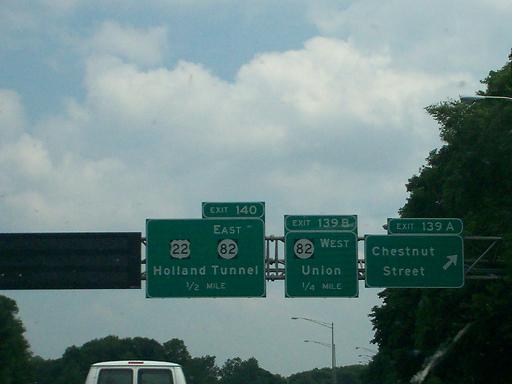 EXIT 140
EAST
22 82
Holland Tunnel
1/2 MILE
EXIT 139 B
82 WEST
Union
1/4 MILE
EXIT 139 A
Chestnut
Street